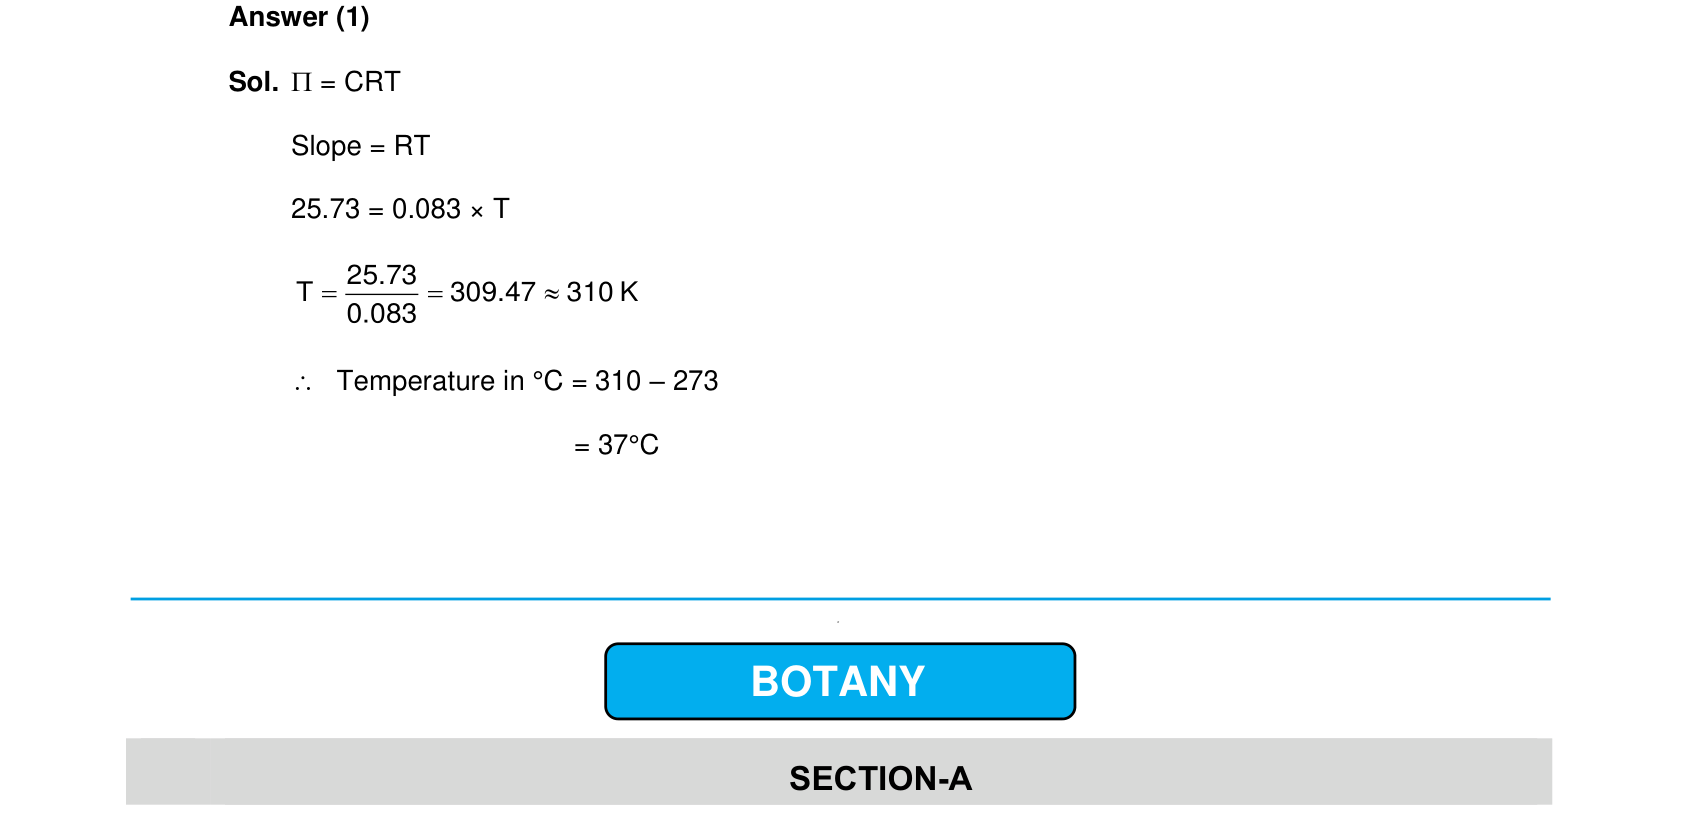 Answer (1)
Sol. Π = CRT
Slope = RT
25.73 = 0.083 × T
T = 25.73/0.083 = 309.47 ≈ 310 K
∴ Temperature in °C = 310 – 273
= 37°C
BOTANY
SECTION-A